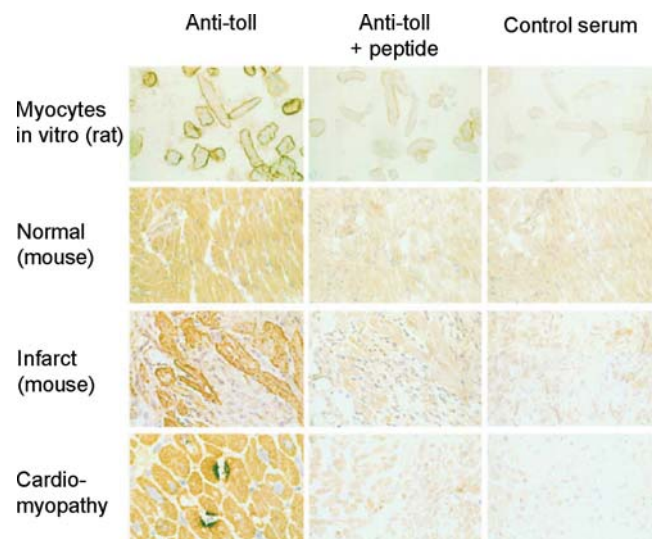 Anti-toll
Anti-toll
+ peptide
Control serum
Myocytes
in vitro (rat)
Normal
(mouse)
Infarct
(mouse)
Cardio-
myopathy